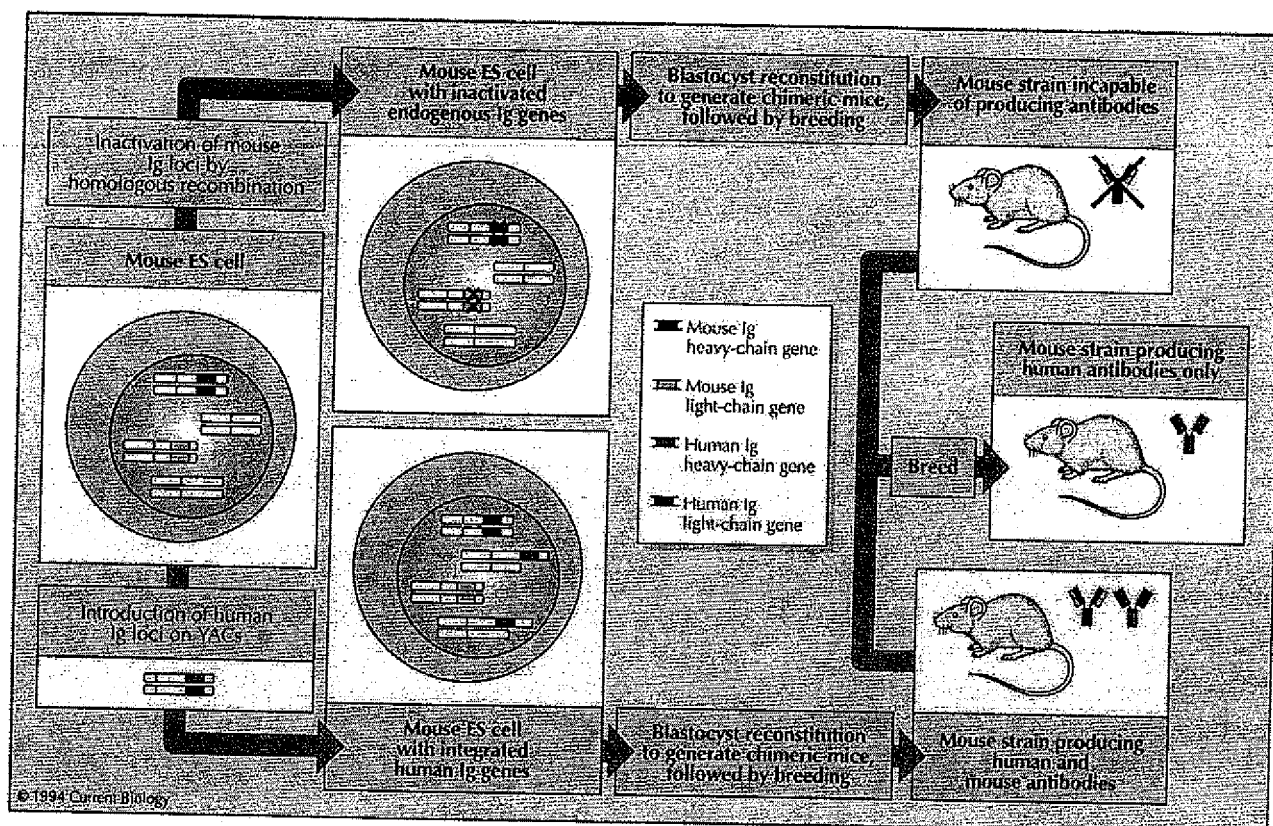 Inactivation of mouse
Ig loci by
homologous recombination
Mouse ES cell
Introduction of human
Ig loci on YACs
Mouse ES cell
with inactivated
endogenous Ig genes
Blastocyst reconstitution
to generate chimeric mice,
followed by breeding
Mouse strain incapable
of producing antibodies
Mouse Ig
heavy-chain gene
Mouse Ig
light-chain gene
Human Ig
heavy-chain gene
Human Ig
light-chain gene
Breed
Mouse strain producing
human antibodies only
Mouse ES cell
with integrated
human Ig genes
Blastocyst reconstitution
to generate chimeric mice,
followed by breeding
Mouse strain producing
human and
mouse antibodies
© 1994 Current Biology